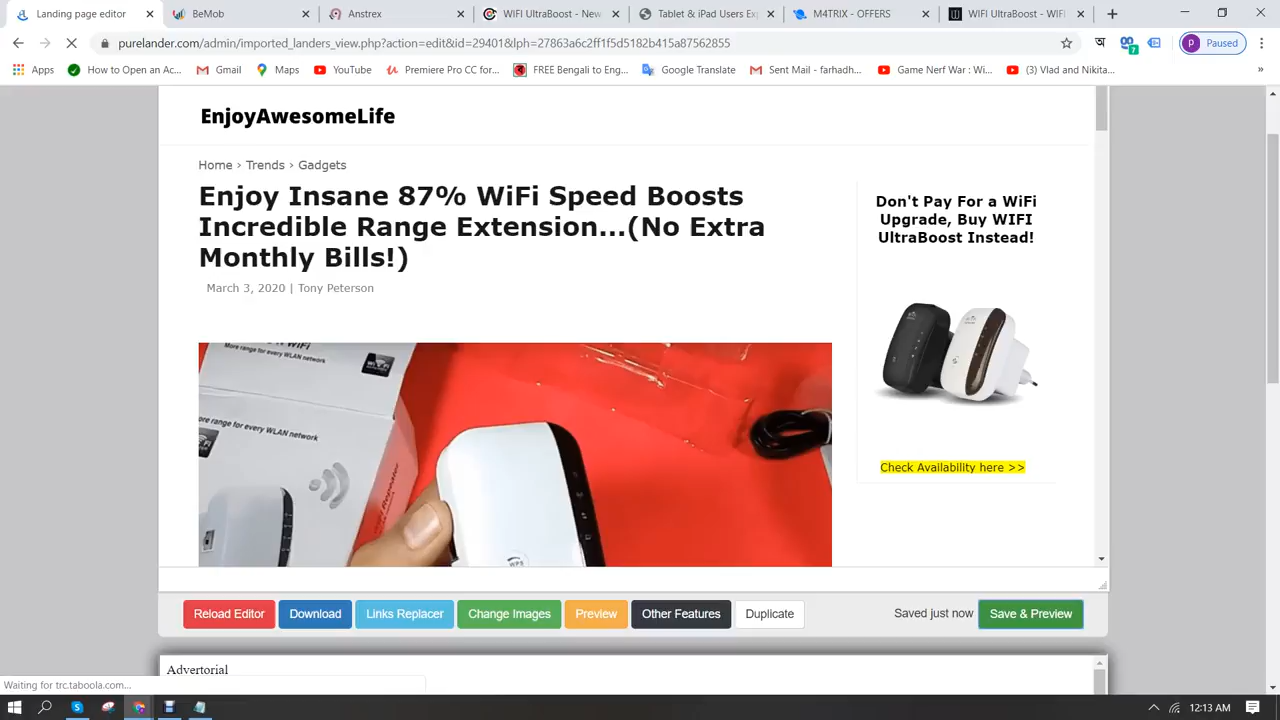 Landing page editor
BeMob
Anstrex
WIFI UltraBoost - New
Tablet & iPad Users Exp
M4TRIX - OFFERS
WIFI UltraBoost - WIFI
purelander.com/admin/imported_landers_view.php?action=edit&id=294018ph=27863a6c2ff1f5d5182b415a87562855
অ
7
P Paused
Apps
How to Open an Ac...
Gmail
Maps
YouTube
Premiere Pro CC for...
FREE Bengali to Eng...
Google Translate
Sent Mail - farhadh...
Game Nerf War : Wi...
(3) Vlad and Nikita...
EnjoyAwesomeLife
Home > Trends > Gadgets
Enjoy Insane 87% WiFi Speed Boosts
Incredible Range Extension...(No Extra
Monthly Bills!)
March 3, 2020 | Tony Peterson
Don't Pay For a WiFi
Upgrade, Buy WIFI
UltraBoost Instead!
Check Availability here >>
More range for every WLAN network
more range for every WLAN network
WPS
Reload Editor
Download
Links Replacer
Change Images
Preview
Other Features
Duplicate
Saved just now
Save & Preview
Advertorial
Waiting for trc.taboola.com...
12:13 AM